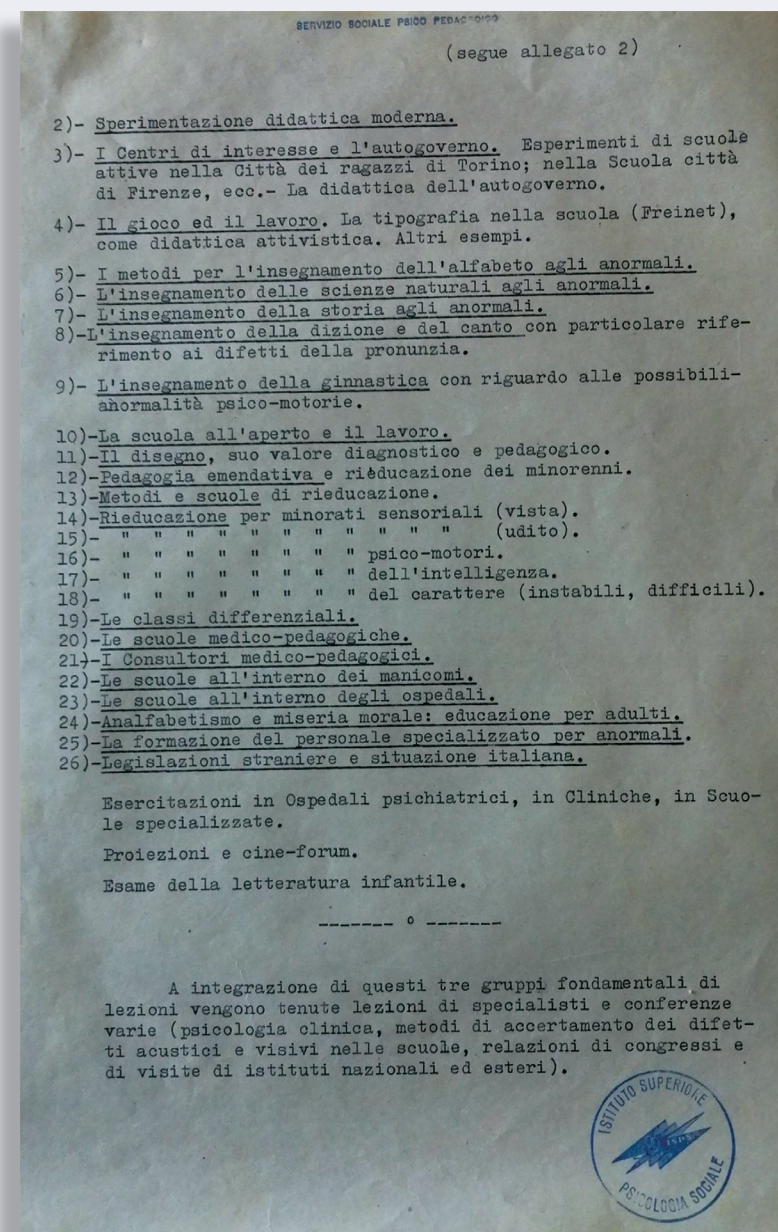 SERVIZIO SOCIALE PSICO PEDAGOGICO
(segue allegato 2)
2)- Sperimentazione didattica moderna.
3)- I Centri di interesse e l'autogoverno. Esperimenti di scuole
attive nella Città dei ragazzi di Torino; nella Scuola città
di Firenze, ecc.- La didattica dell'autogoverno.
4)- Il gioco ed il lavoro. La tipografia nella scuola (Freinet),
come didattica attivistica. Altri esempi.
5)- I metodi per l'insegnamento dell'alfabeto agli anormali.
6)- L'insegnamento delle scienze naturali agli anormali.
7)- L'insegnamento della storia agli anormali.
8)-L'insegnamento della dizione e del canto con particolare rife-
rimento ai difetti della pronunzia.
9)- L'insegnamento della ginnastica con riguardo alle possibili-
anormalità psico-motorie.
10)-La scuola all'aperto e il lavoro.
11)-Il disegno, suo valore diagnostico e pedagogico.
12)-Pedagogia emendativa e rieducazione dei minorenni.
13)-Metodi e scuole di rieducazione.
14)-Rieducazione per minorati sensoriali (vista).
15)- " " " " " " " " " " " (udito).
16)- " " " " " " " " psico-motori.
17)- " " " " " " " " dell'intelligenza.
18)- " " " " " " " " del carattere (instabili, difficili).
19)-Le classi differenziali.
20)-Le scuole medico-pedagogiche.
21)-I Consultori medico-pedagogici.
22)-Le scuole all'interno dei manicomi.
23)-Le scuole all'interno degli ospedali.
24)-Analfabetismo e miseria morale: educazione per adulti.
25)-La formazione del personale specializzato per anormali.
26)-Legislazioni straniere e situazione italiana.
Esercitazioni in Ospedali psichiatrici, in Cliniche, in Scuo-
le specializzate.
Proiezioni e cine-forum.
Esame della letteratura infantile.
------- o -------
A integrazione di questi tre gruppi fondamentali di
lezioni vengono tenute lezioni di specialisti e conferenze
varie (psicologia clinica, metodi di accertamento dei difet-
ti acustici e visivi nelle scuole, relazioni di congressi e
di visite di istituti nazionali ed esteri).
ISTITUTO SUPERIORE
PSICOLOGIA SOCIALE